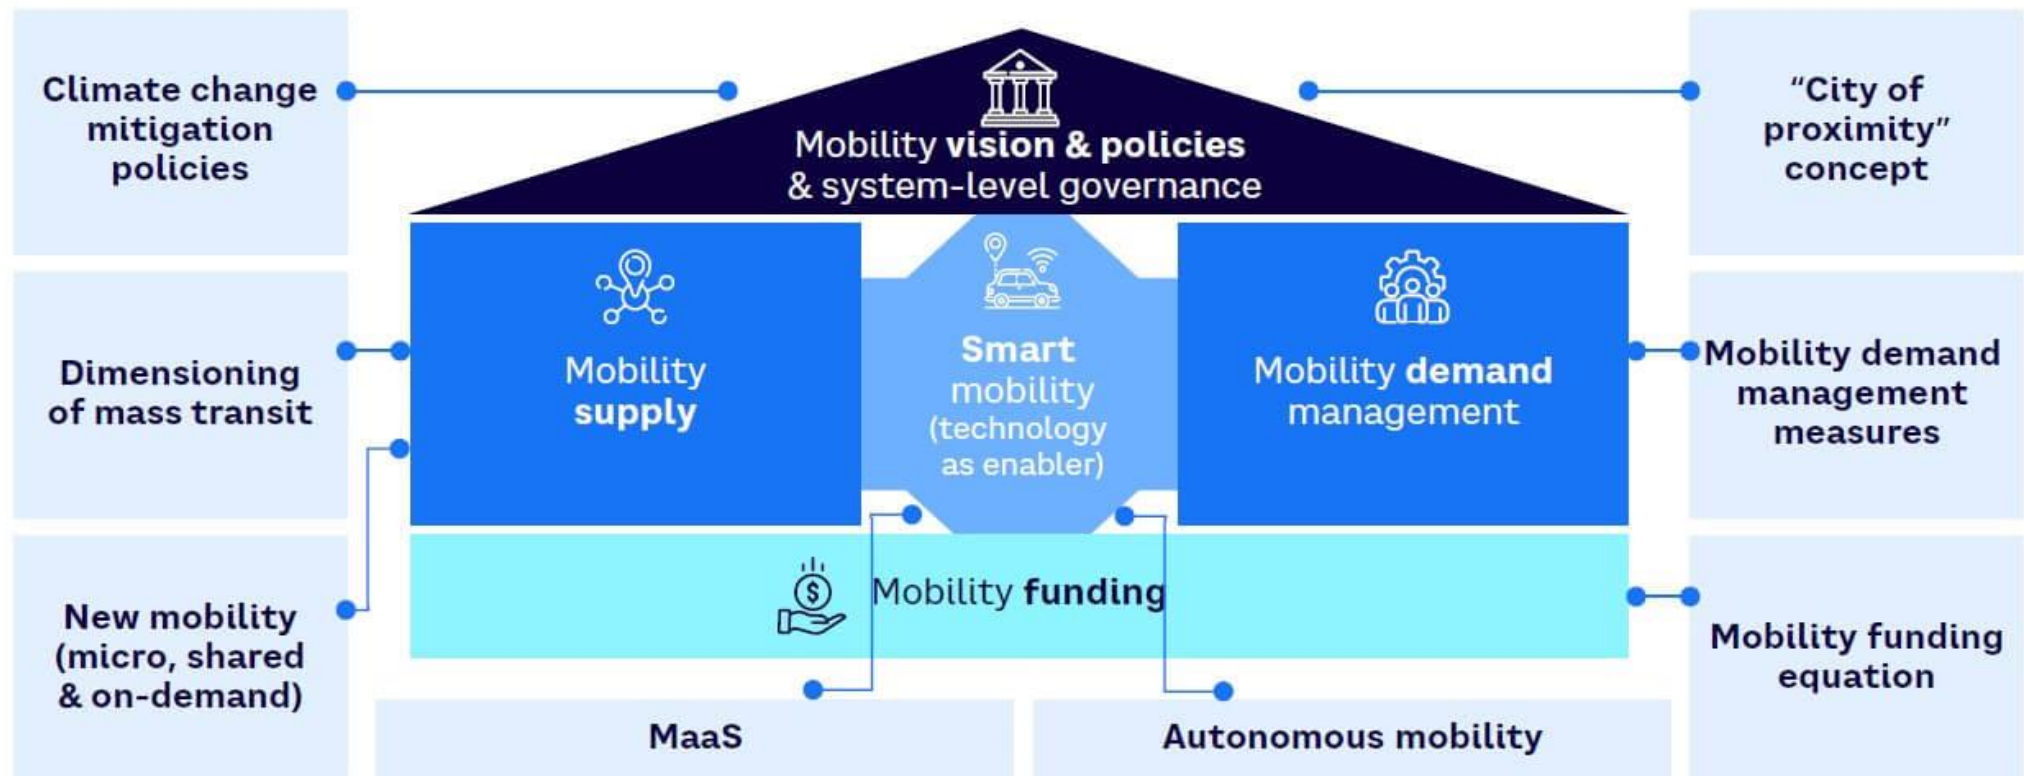 Climate change
mitigation
policies
Mobility vision & policies
& system-level governance
“City of
proximity”
concept
Dimensioning
of mass transit
Mobility
supply
Smart
mobility
(technology
as enabler)
Mobility demand
management
Mobility demand
management
measures
New mobility
(micro, shared
& on-demand)
$
Mobility funding
Mobility funding
equation
MaaS
Autonomous mobility